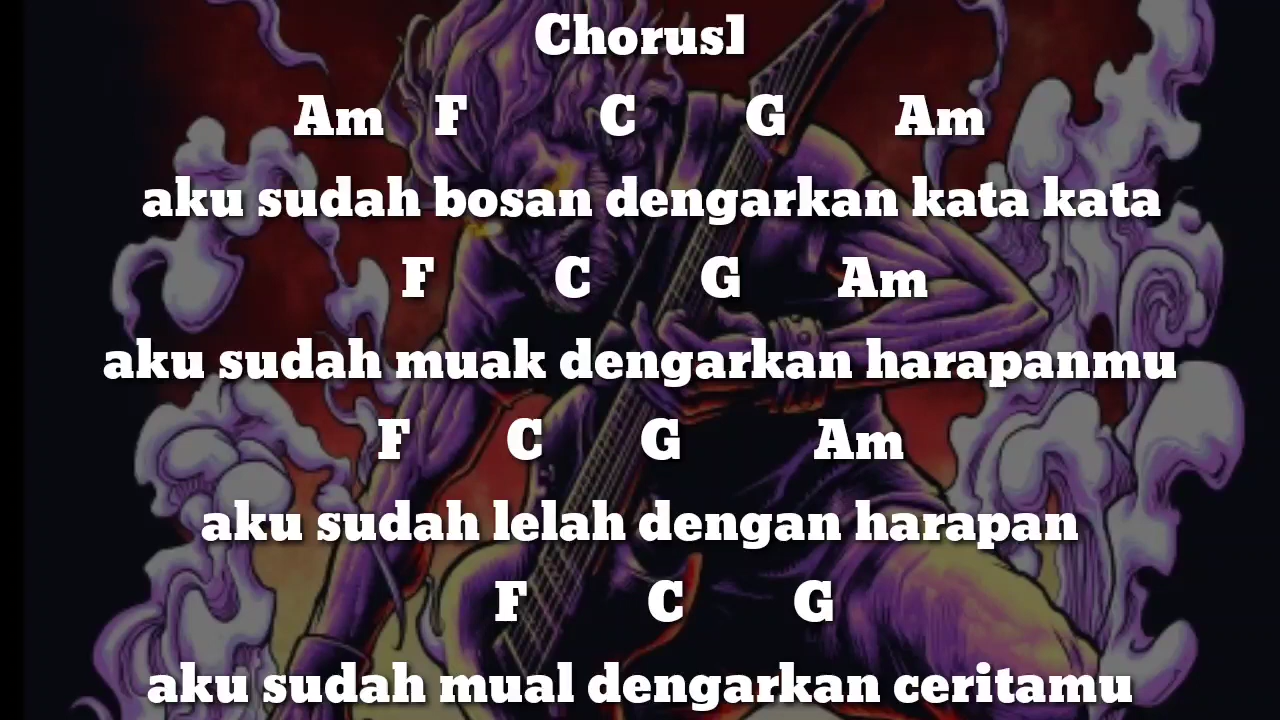 Chorus]
Am F C G Am
aku sudah bosan dengarkan kata kata
F C G Am
aku sudah muak dengarkan harapanmu
F C G Am
aku sudah lelah dengan harapan
F C G
aku sudah mual dengarkan ceritamu